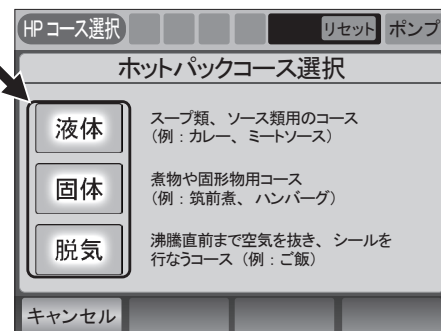 HPコース選択 リセット ポンプ
ホットパックコース選択
液体 スープ類、ソース類用のコース
(例：カレー、ミートソース)
固体 煮物や固形物用コース
(例：筑前煮、ハンバーグ)
脱気 沸騰直前まで空気を抜き、シールを
行なうコース (例：ご飯)
キャンセル